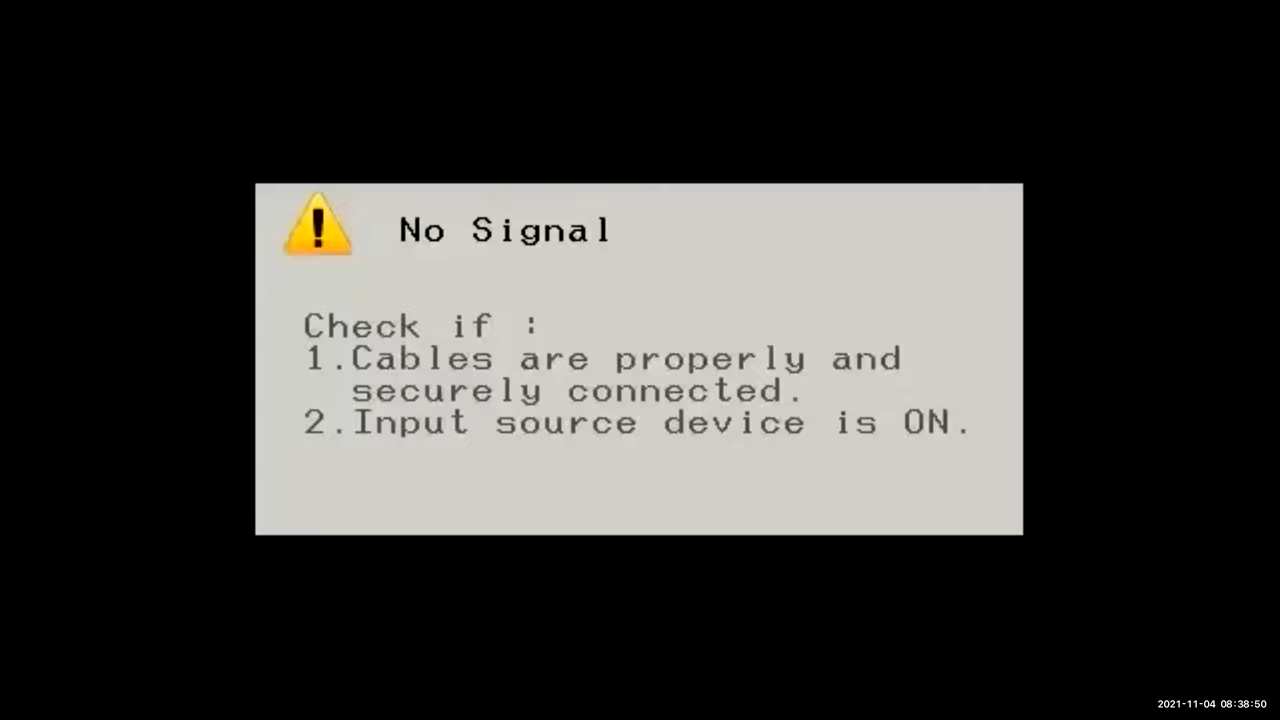 No Signal
Check if :
1.Cables are properly and
securely connected.
2.Input source device is ON.
2021-11-04 08:38:50